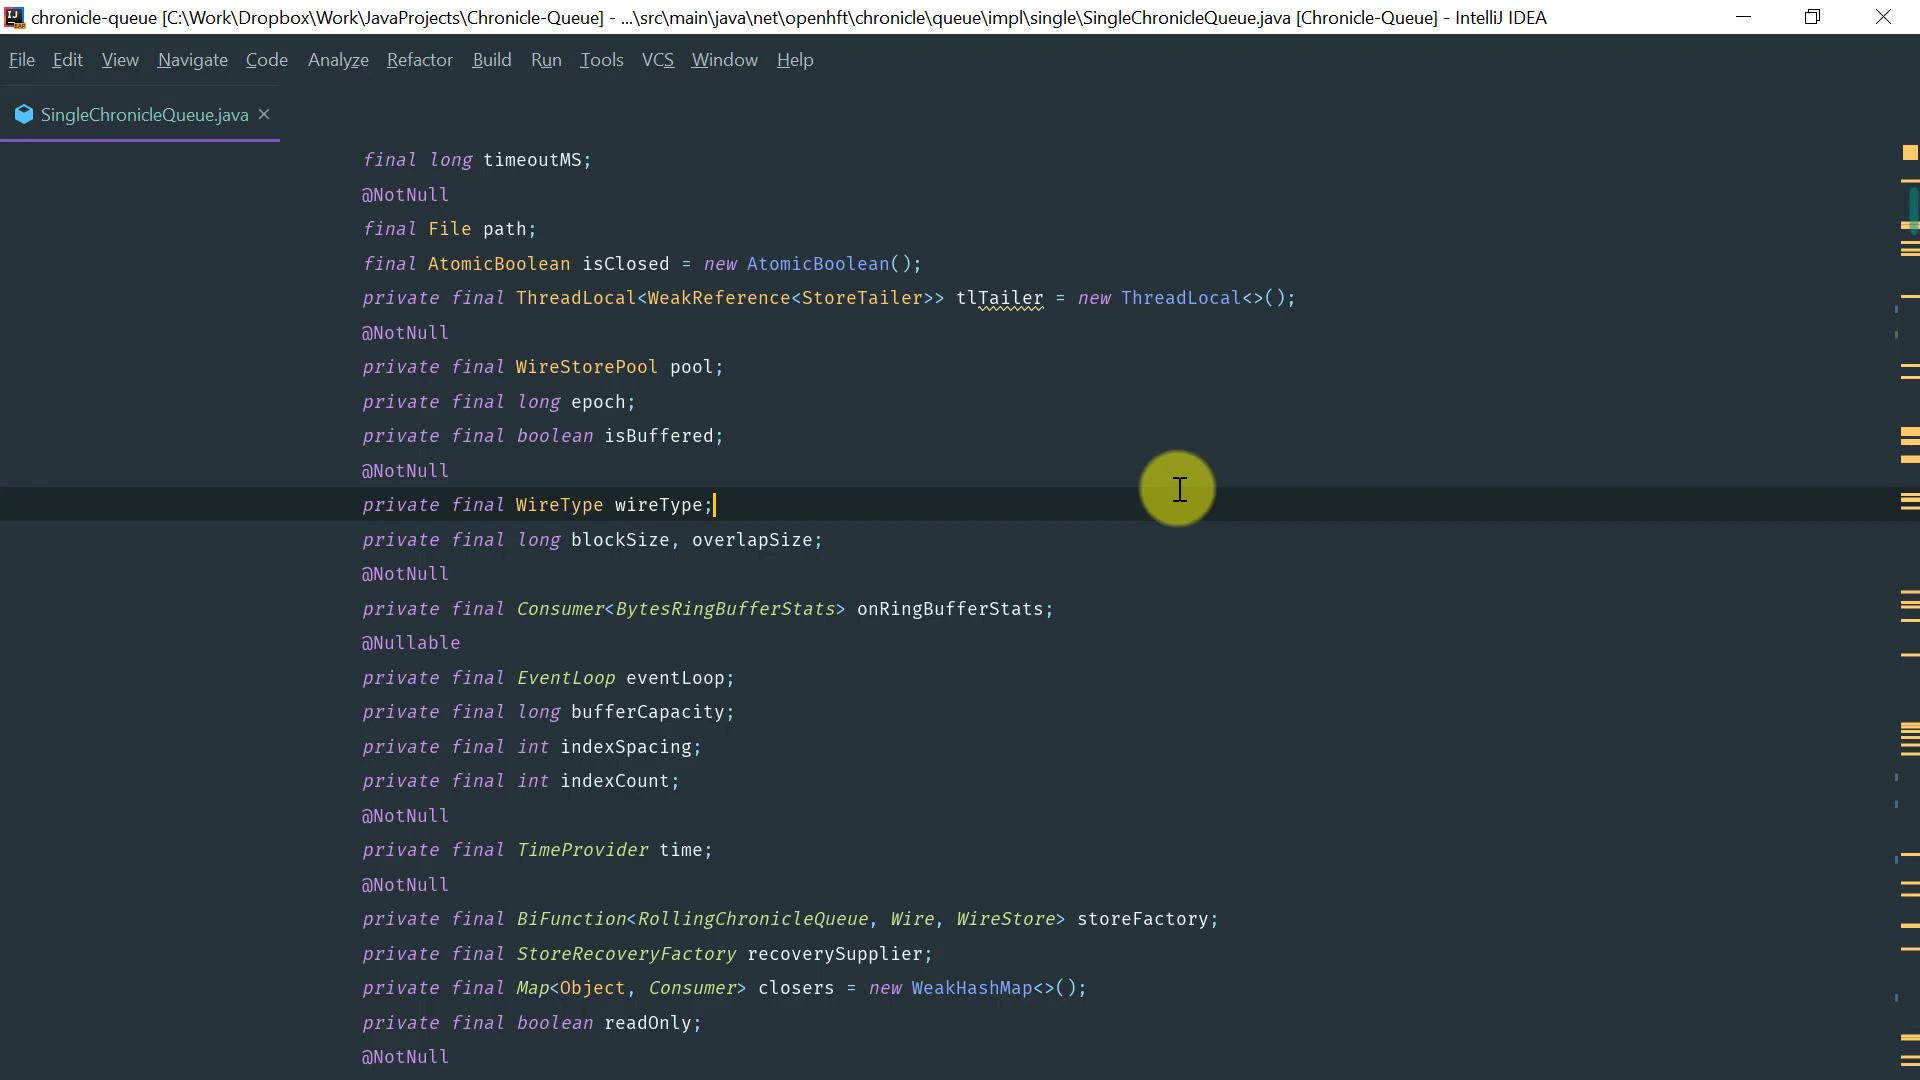 chronicle-queue [C:\Work\Dropbox\Work\JavaProjects\Chronicle-Queue] - ...\src\main\java\net\openhft\chronicle\queue\impl\single\SingleChronicleQueue.java [Chronicle-Queue] - IntelliJ IDEA
File Edit View Navigate Code Analyze Refactor Build Run Tools VCS Window Help
SingleChronicleQueue.java
final long timeoutMS;
@NotNull
final File path;
final AtomicBoolean isClosed = new AtomicBoolean();
private final ThreadLocal<WeakReference<StoreTailer>> tlTailer = new ThreadLocal<>();
@NotNull
private final WireStorePool pool;
private final long epoch;
private final boolean isBuffered;
@NotNull
private final WireType wireType;
private final long blockSize, overlapSize;
@NotNull
private final Consumer<BytesRingBufferStats> onRingBufferStats;
@Nullable
private final EventLoop eventLoop;
private final long bufferCapacity;
private final int indexSpacing;
private final int indexCount;
@NotNull
private final TimeProvider time;
@NotNull
private final BiFunction<RollingChronicleQueue, Wire, WireStore> storeFactory;
private final StoreRecoveryFactory recoverySupplier;
private final Map<Object, Consumer> closers = new WeakHashMap<>();
private final boolean readOnly;
@NotNull